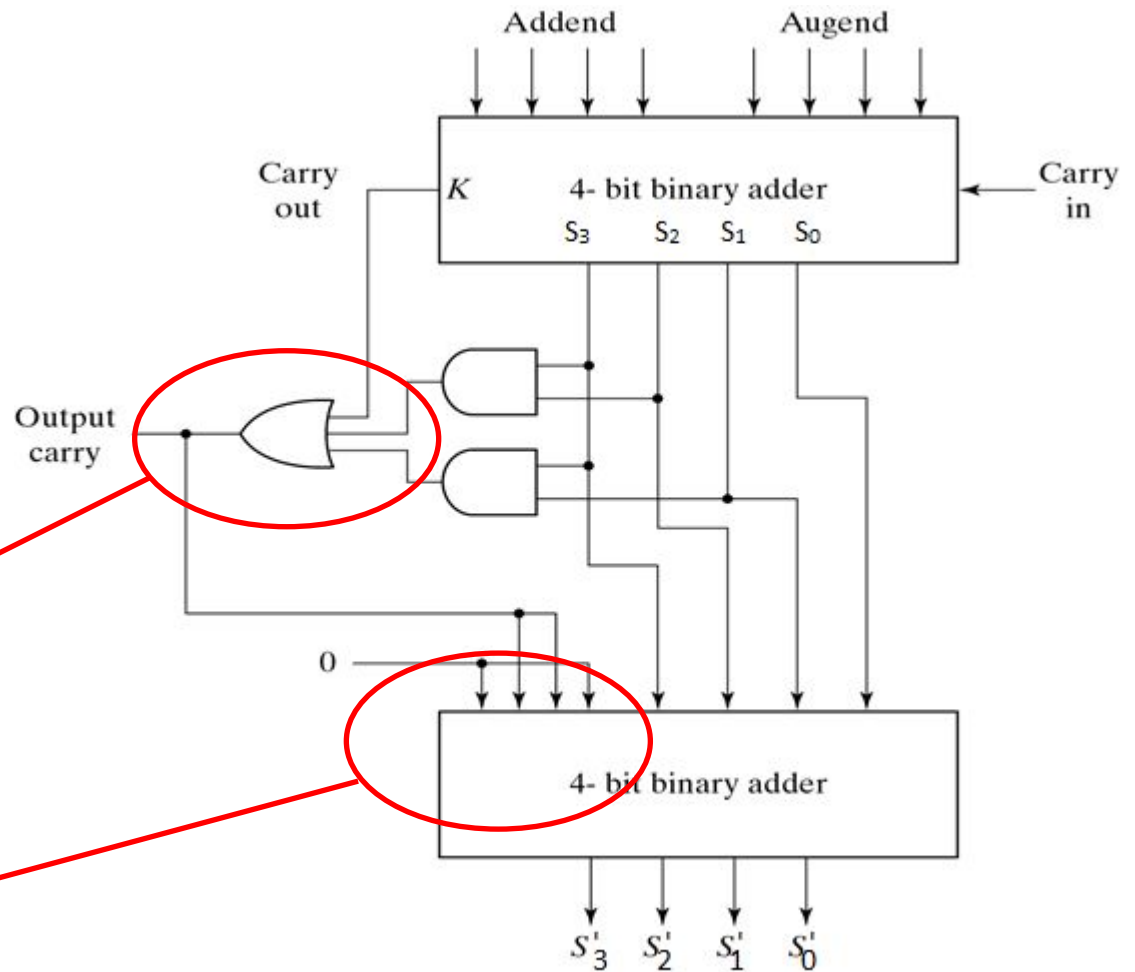 Addend Augend
Carry
out
K 4- bit binary adder
Carry
in
S3 S2 S1 S0
Output
carry
0
4- bit binary adder
S'3 S'2 S'1 S'0